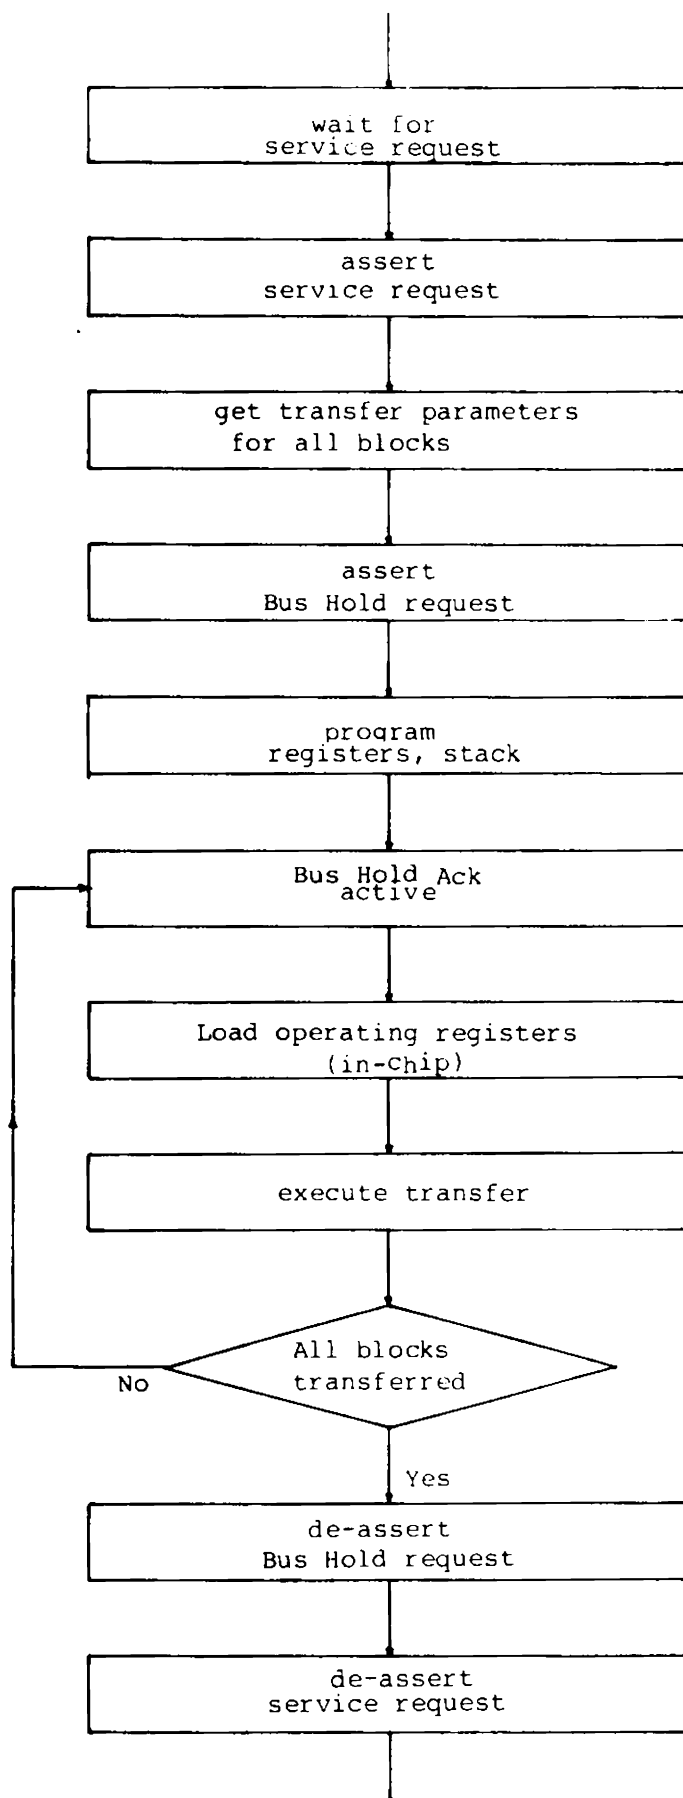 wait for
service request
assert
service request
get transfer parameters
for all blocks
assert
Bus Hold request
program
registers, stack
Bus Hold Ack
active
Load operating registers
(in-chip)
execute transfer
All blocks
transferred
No
Yes
de-assert
Bus Hold request
de-assert
service request